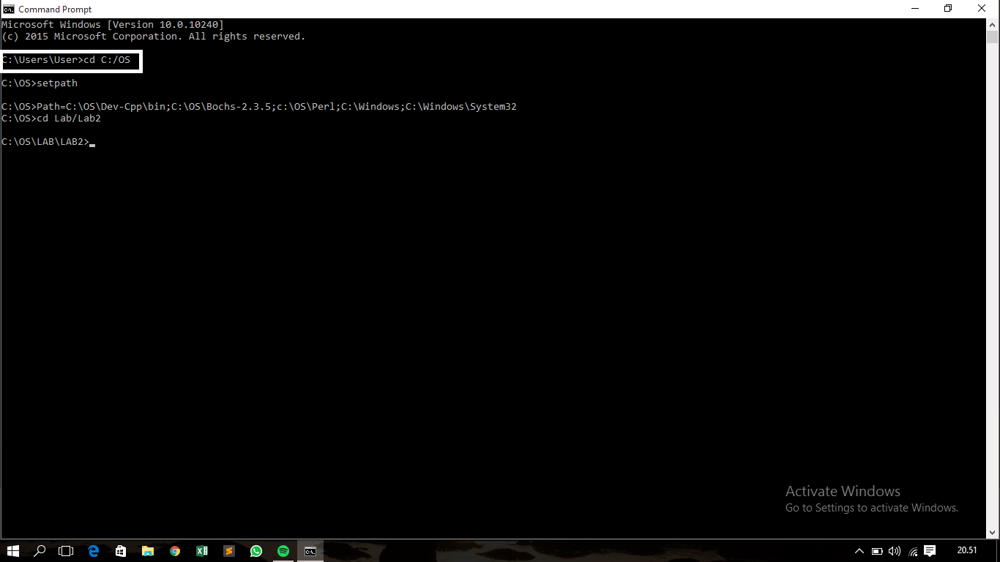 Command Prompt
Microsoft Windows [Version 10.0.10240]
(c) 2015 Microsoft Corporation. All rights reserved.
C:\Users\User>cd C:/OS
C:\OS>setpath
C:\OS>Path=C:\OS\Dev-Cpp\bin;C:\OS\Bochs-2.3.5;c:\OS\Perl;C:\Windows;C:\Windows\System32
C:\OS>cd Lab/Lab2
C:\OS\LAB\LAB2>_
Activate Windows
Go to Settings to activate Windows.
20.51